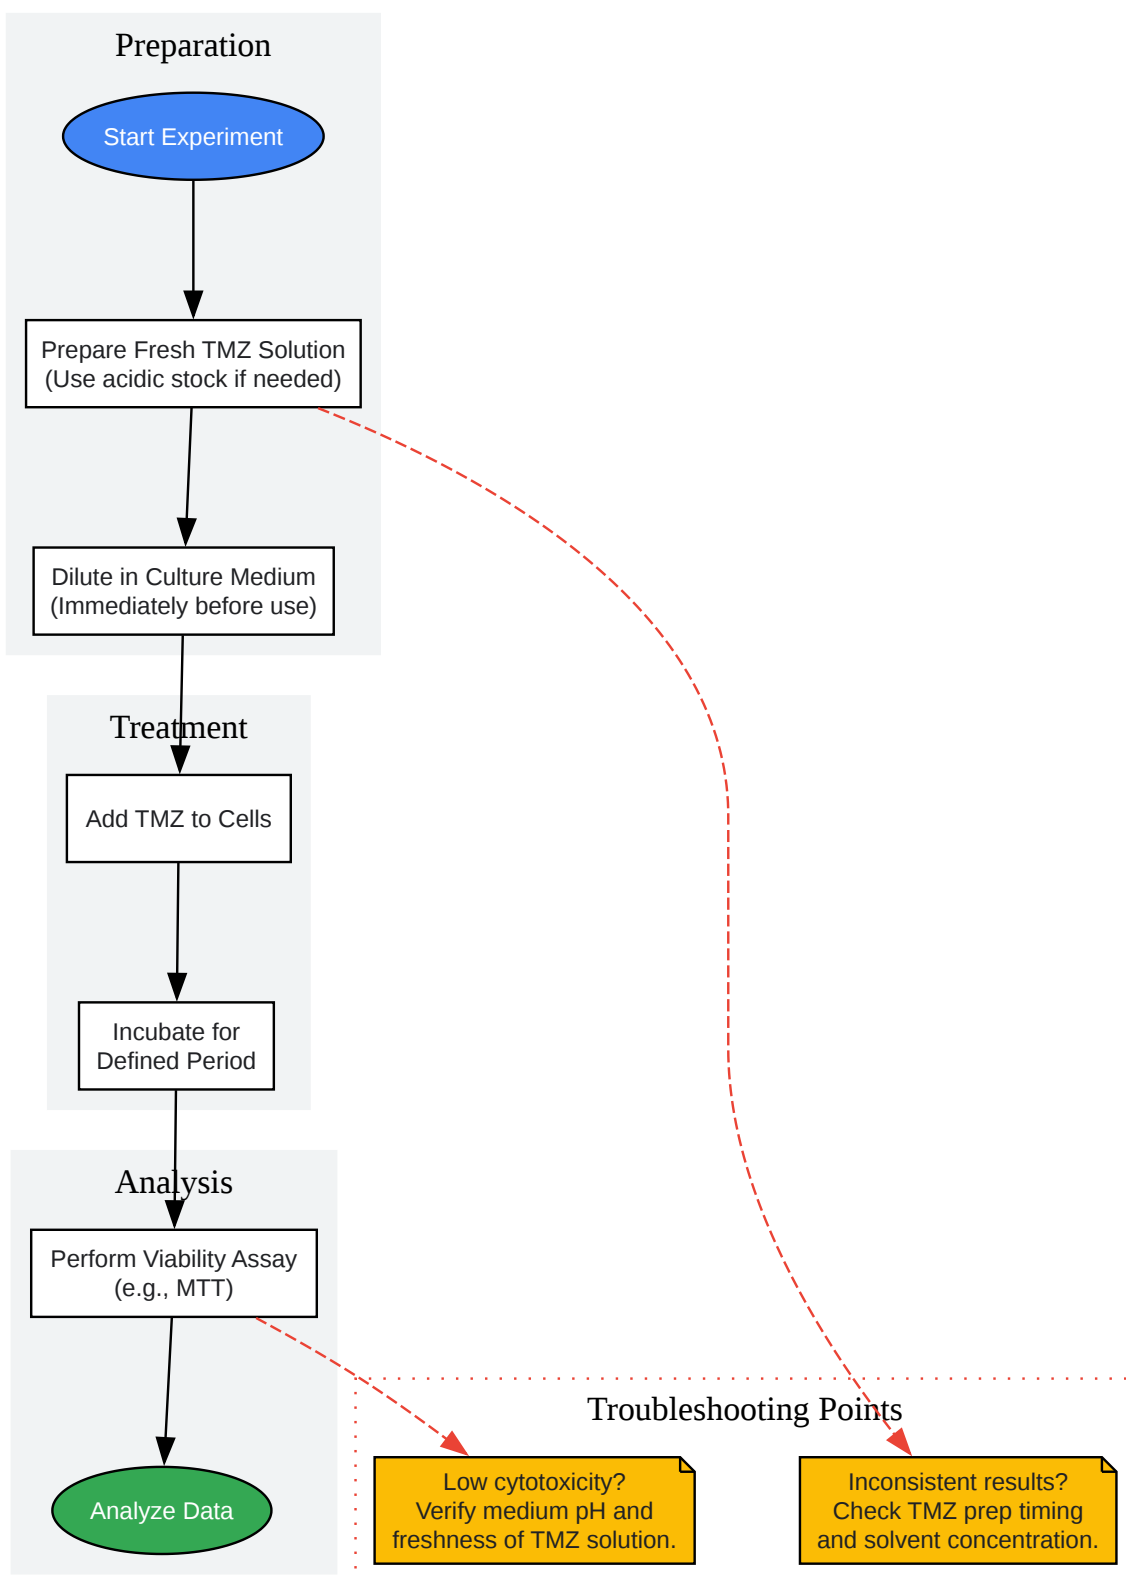 Preparation
Start Experiment
Prepare Fresh TMZ Solution
(Use acidic stock if needed)
Dilute in Culture Medium
(Immediately before use)
Treatment
Add TMZ to Cells
Incubate for
Defined Period
Analysis
Perform Viability Assay
(e.g., MTT)
Analyze Data
Troubleshooting Points
Low cytotoxicity?
Verify medium pH and
freshness of TMZ solution.
Inconsistent results?
Check TMZ prep timing
and solvent concentration.